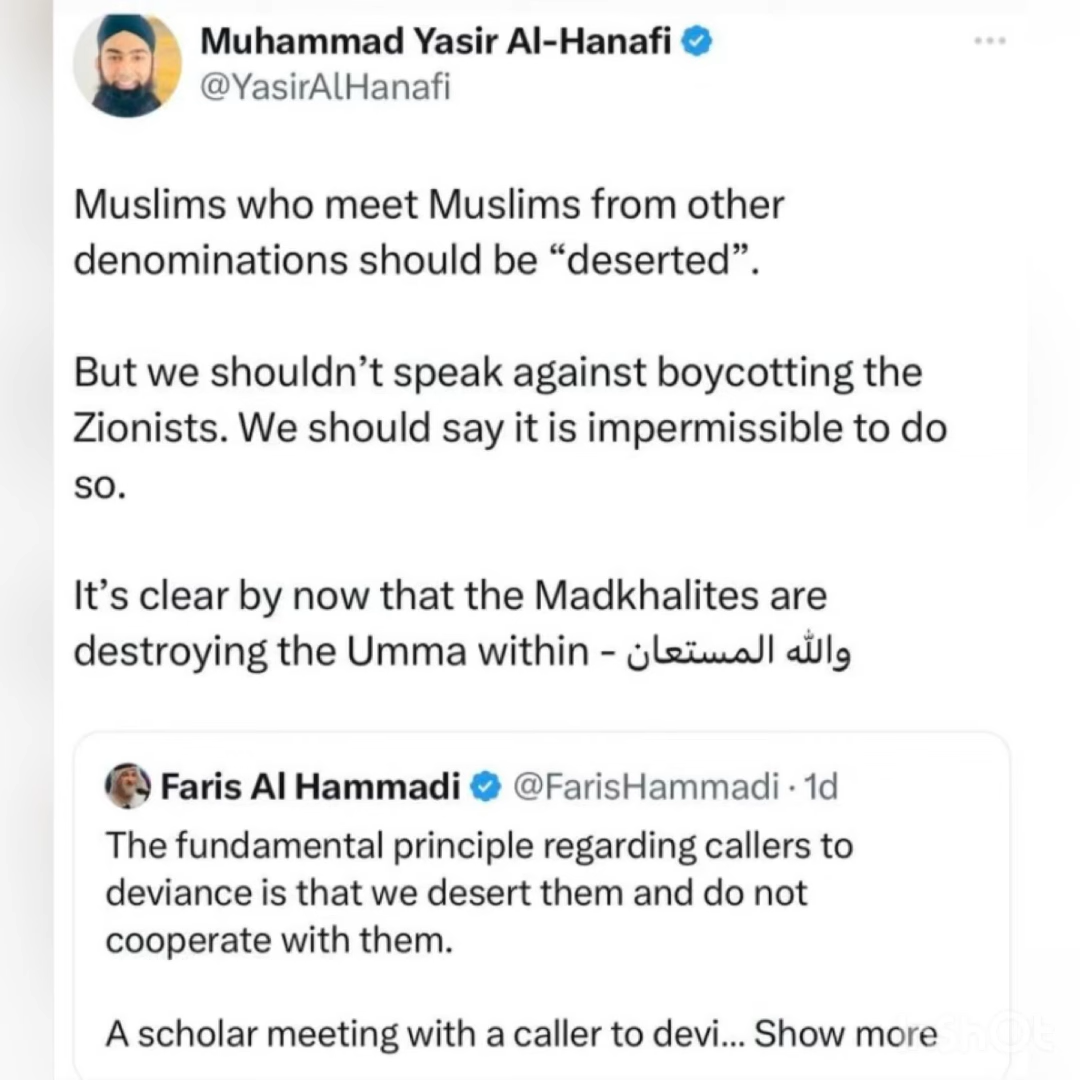 Muhammad Yasir Al-Hanafi
@YasirAlHanafi
Muslims who meet Muslims from other
denominations should be “deserted”.
But we shouldn’t speak against boycotting the
Zionists. We should say it is impermissible to do
so.
It’s clear by now that the Madkhalites are
destroying the Umma within - والله المستعان
Faris Al Hammadi @FarisHammadi · 1d
The fundamental principle regarding callers to
deviance is that we desert them and do not
cooperate with them.
A scholar meeting with a caller to devi... Show more
InShOt